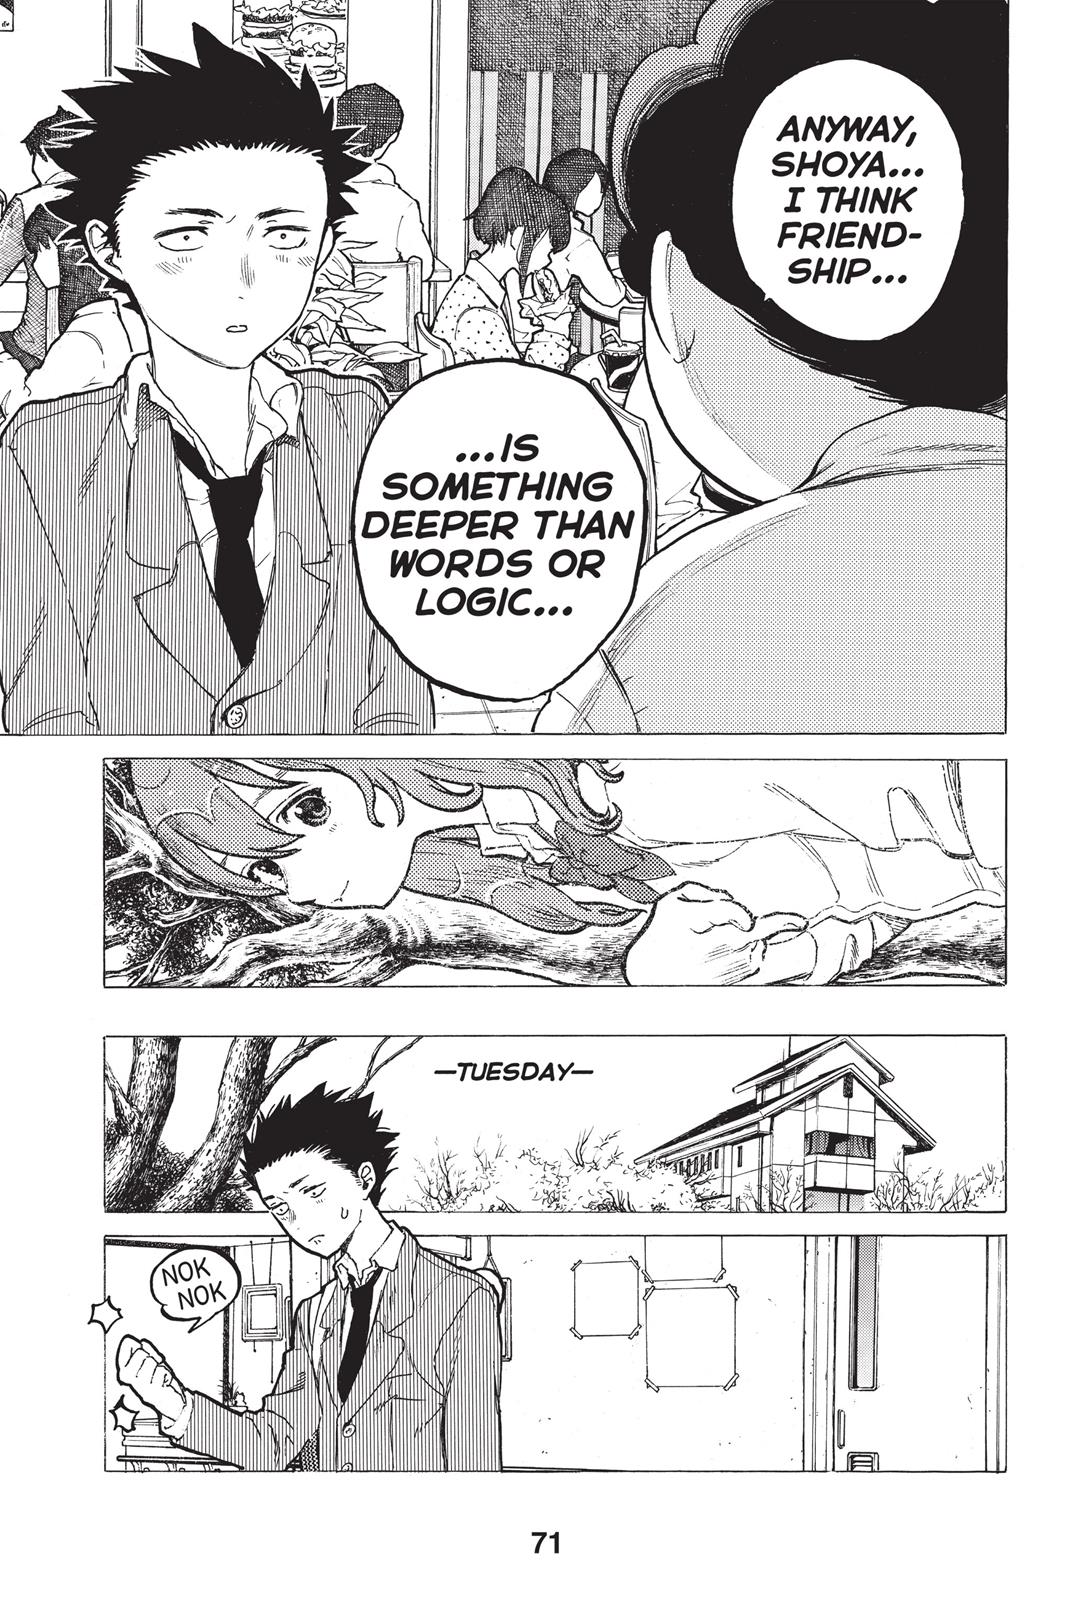 ANYWAY,
SHOYA...
I THINK
FRIEND-
SHIP...
...IS
SOMETHING
DEEPER THAN
WORDS OR
LOGIC...
—TUESDAY—
NOK
NOK
71